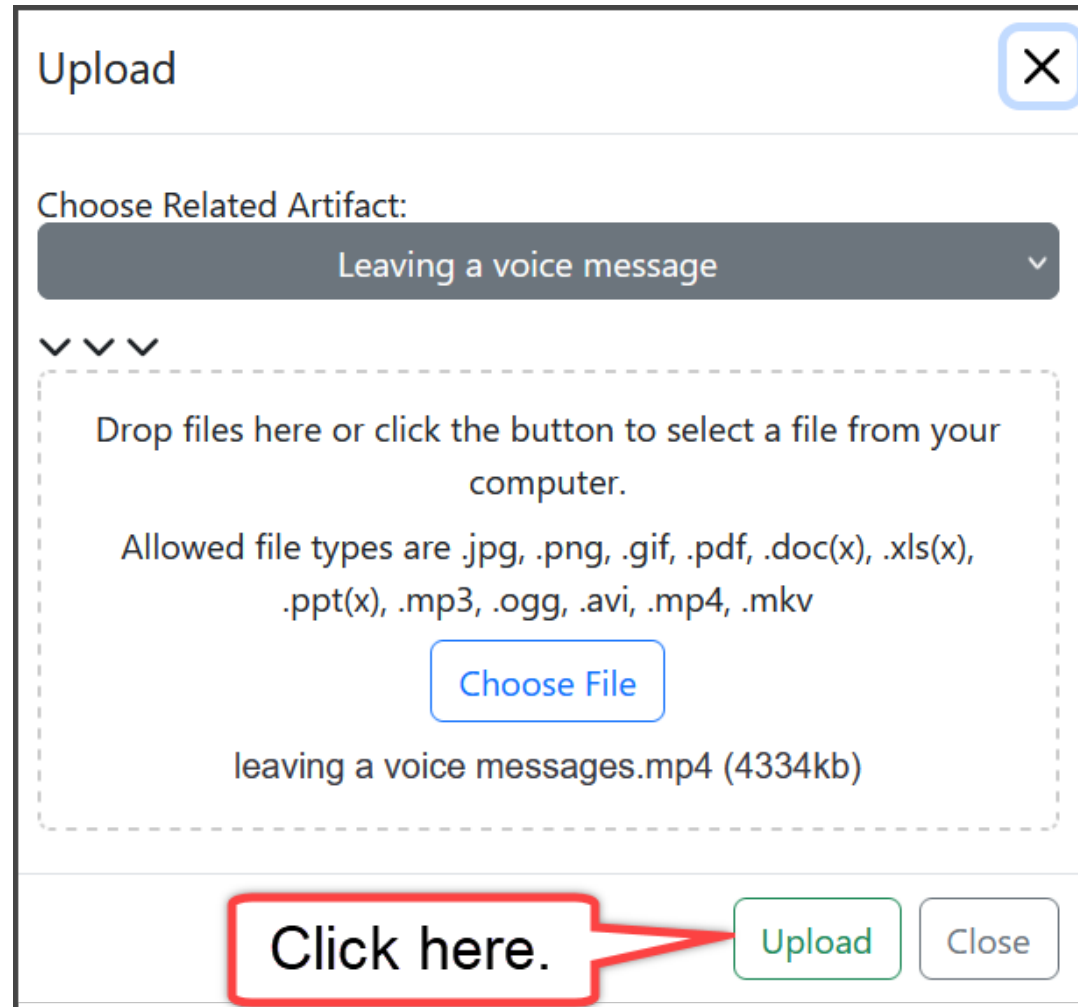 Upload
Choose Related Artifact:
Leaving a voice message
Drop files here or click the button to select a file from your
computer.
Allowed file types are .jpg, .png, .gif, .pdf, .doc(x), .xls(x),
.ppt(x), .mp3, .ogg, .avi, .mp4, .mkv
Choose File
leaving a voice messages.mp4 (4334kb)
Click here.
Upload
Close